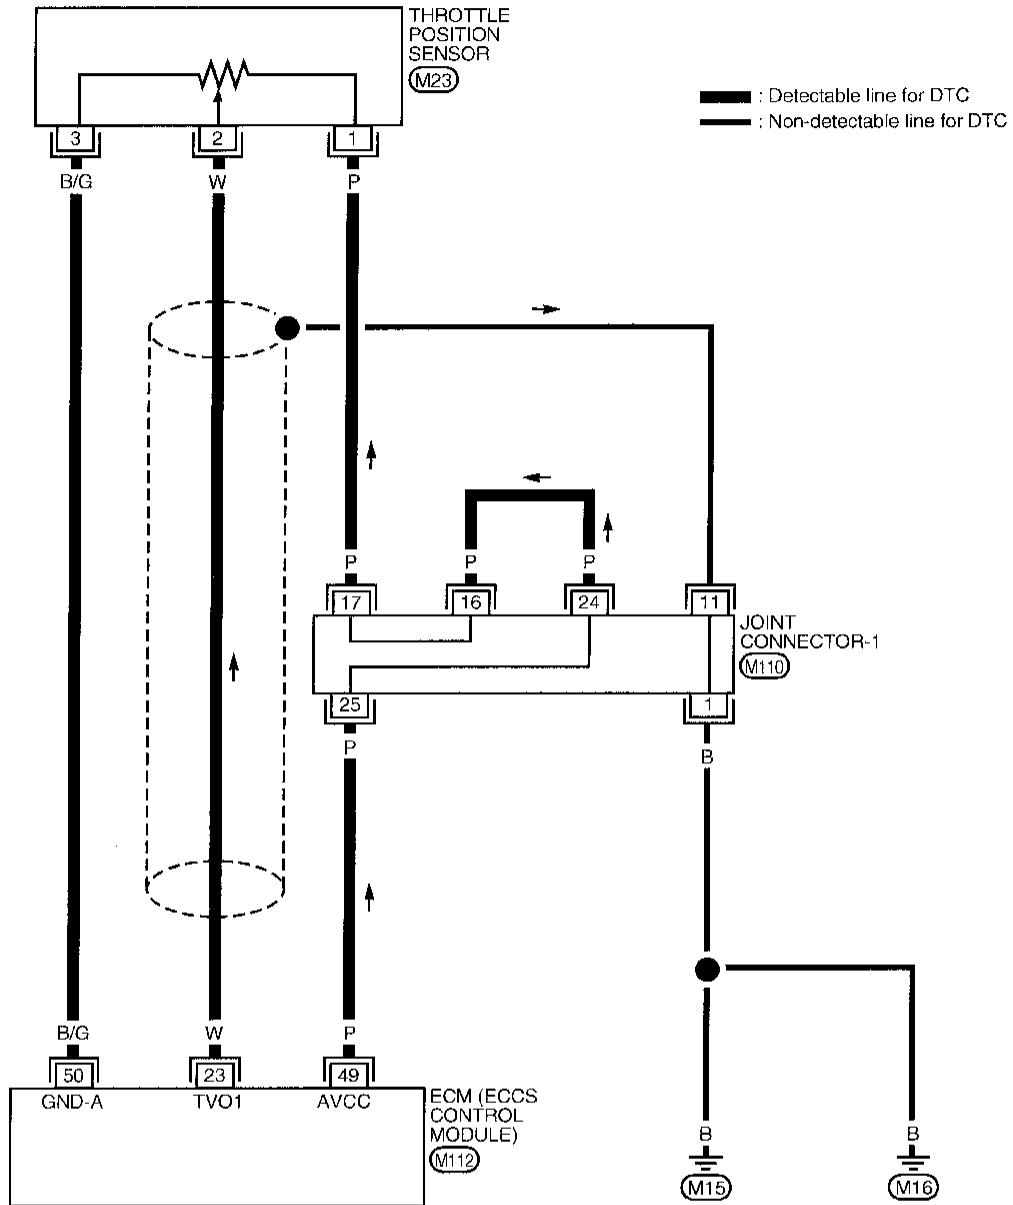 THROTTLE
POSITION
SENSOR
M23
: Detectable line for DTC
: Non-detectable line for DTC
3
2
1
B/G
W
P
P
P
P
17
16
24
11
JOINT
CONNECTOR-1
M110
25
1
P
B
B/G
W
P
50
23
49
GND-A
TVO1
AVCC
ECM (ECCS
CONTROL
MODULE)
M112
B
B
M15
M16